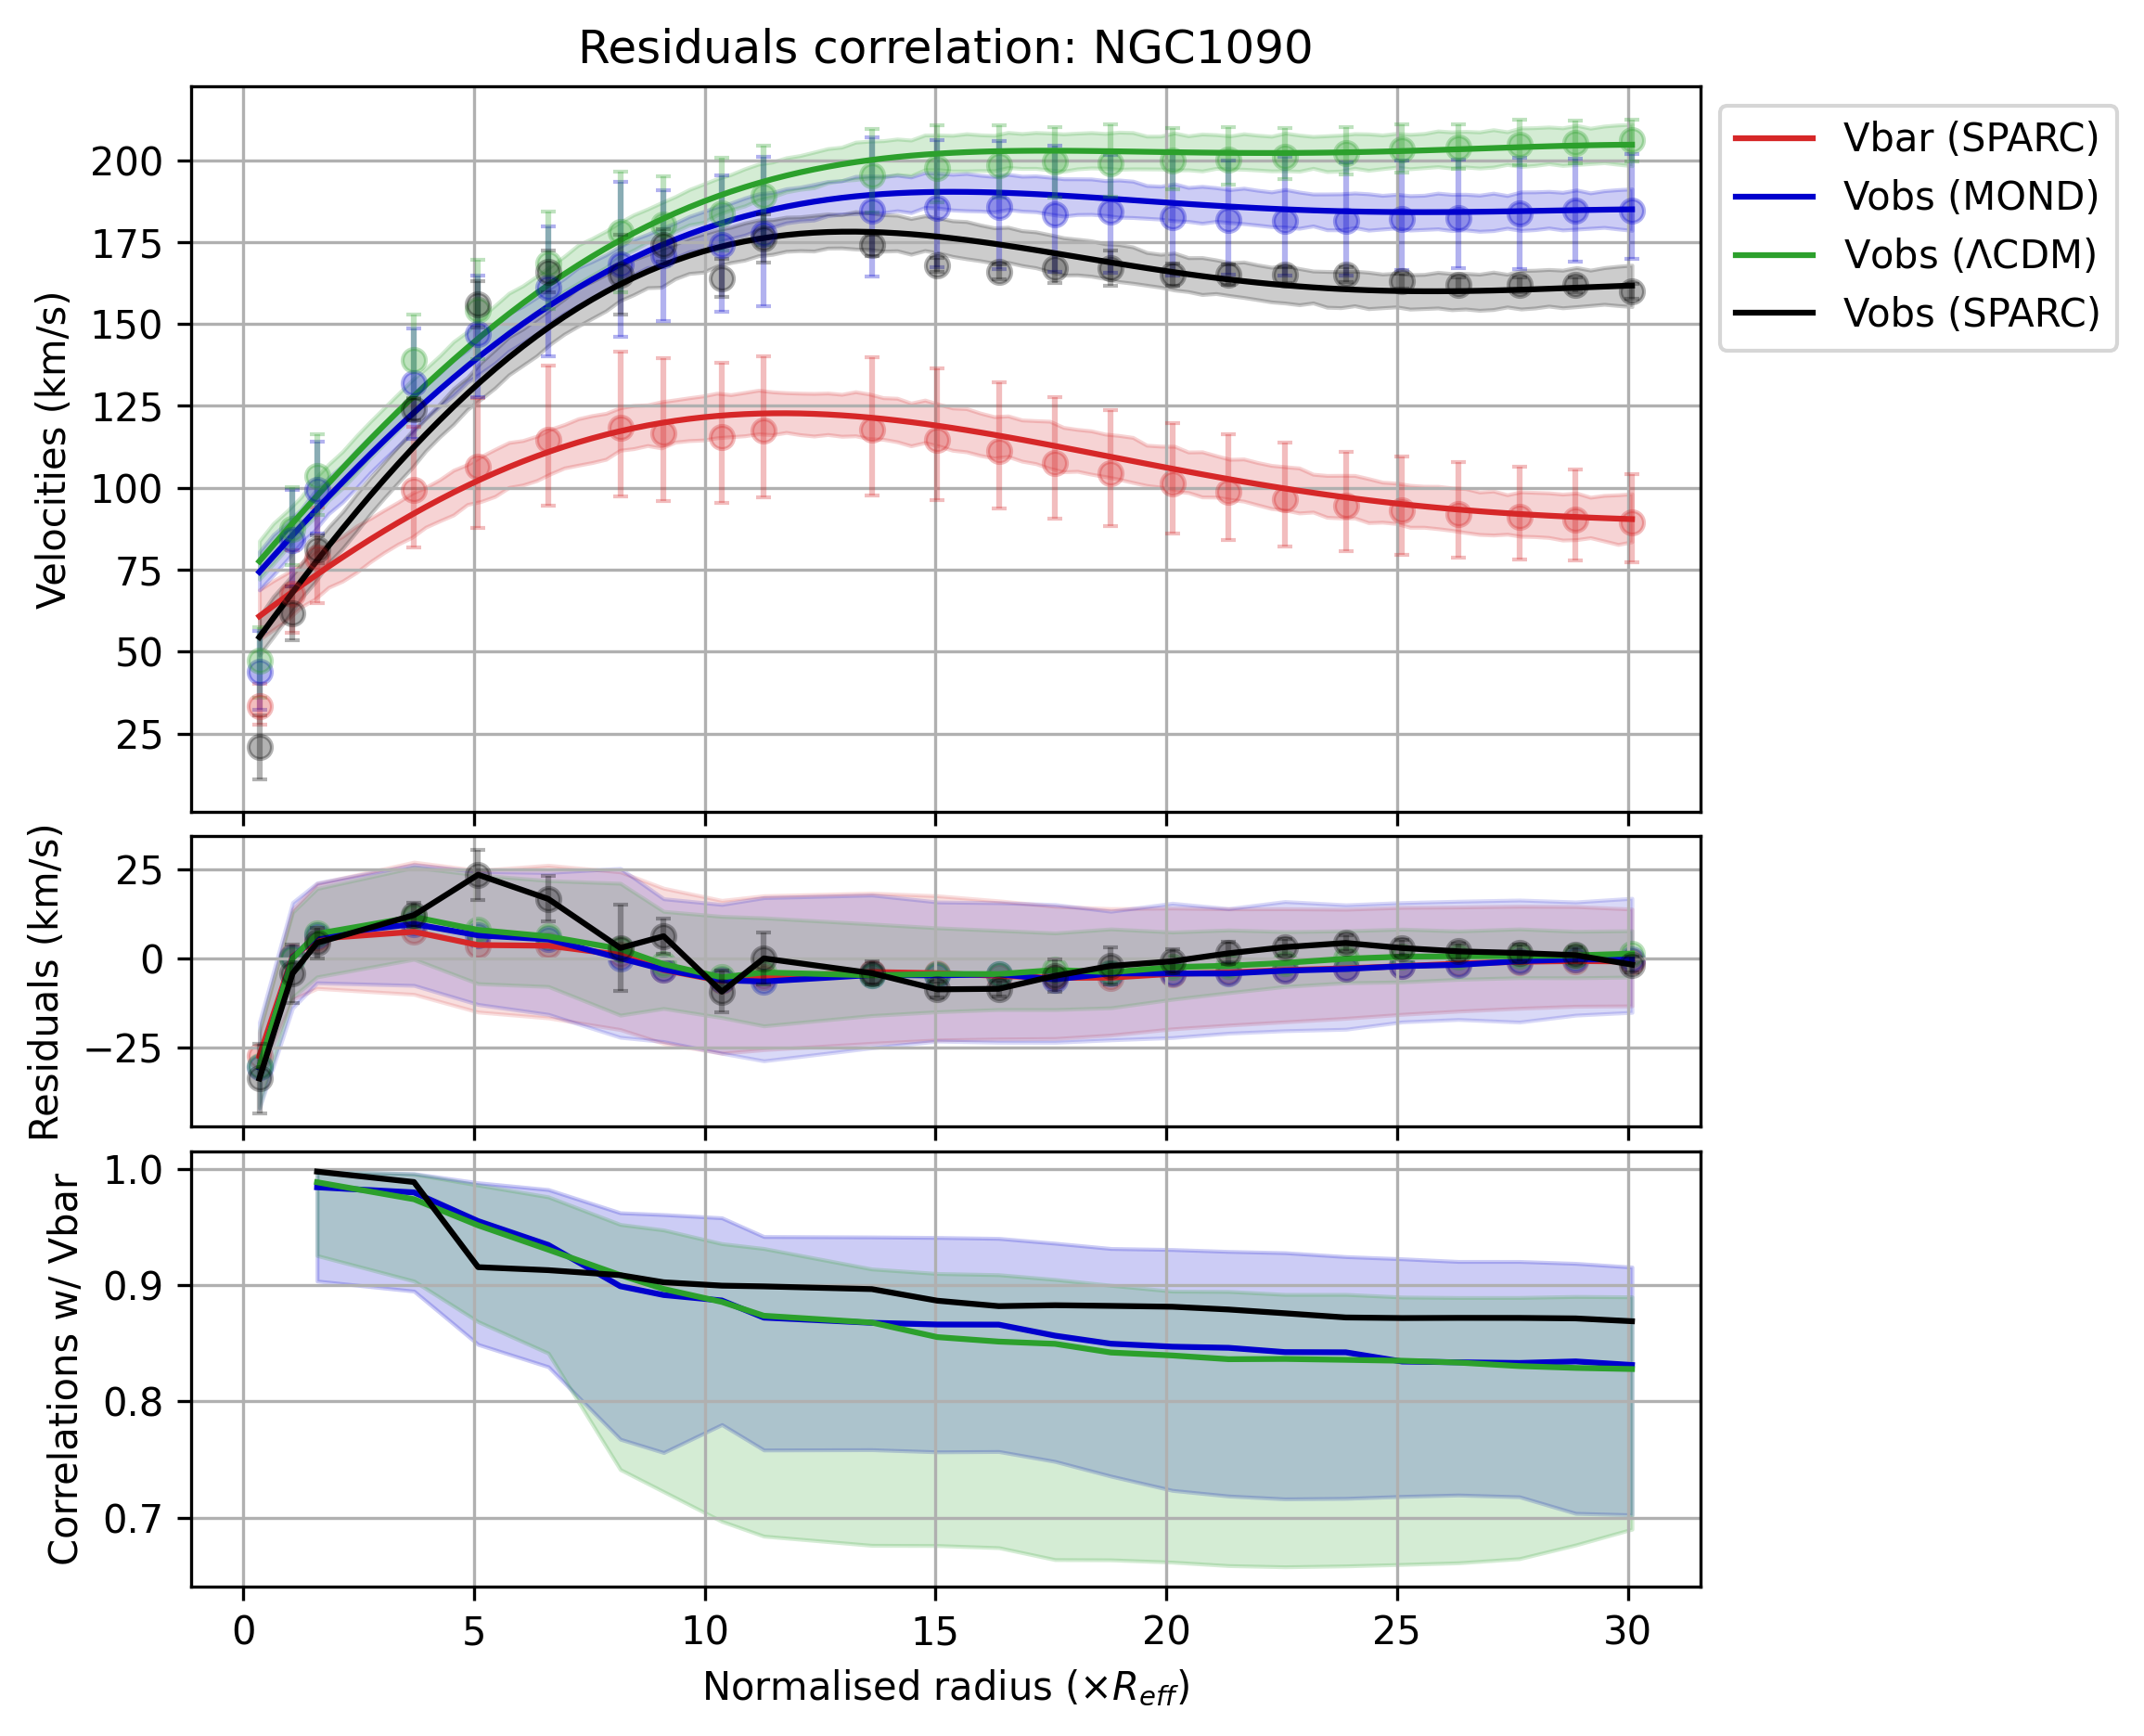 Residuals correlation: NGC1090
Velocities (km/s)
200
175
150
125
100
75
50
25
Vbar (SPARC)
Vobs (MOND)
Vobs (ΛCDM)
Vobs (SPARC)
Residuals (km/s)
25
0
−25
Correlations w/ Vbar
1.0
0.9
0.8
0.7
0 5 10 15 20 25 30
Normalised radius (×R_{eff})